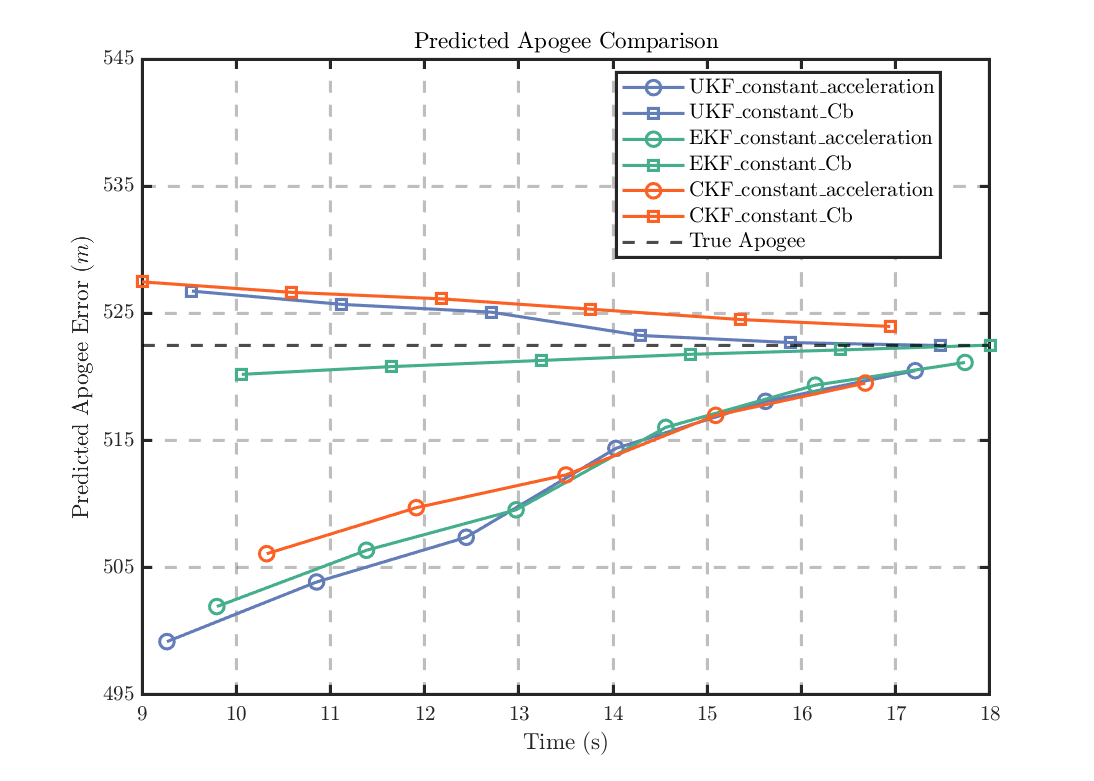 Predicted Apogee Comparison
545
535
525
515
505
495
Predicted Apogee Error (m)
UKF_constant_acceleration
UKF_constant_Cb
EKF_constant_acceleration
EKF_constant_Cb
CKF_constant_acceleration
CKF_constant_Cb
True Apogee
9 10 11 12 13 14 15 16 17 18
Time (s)